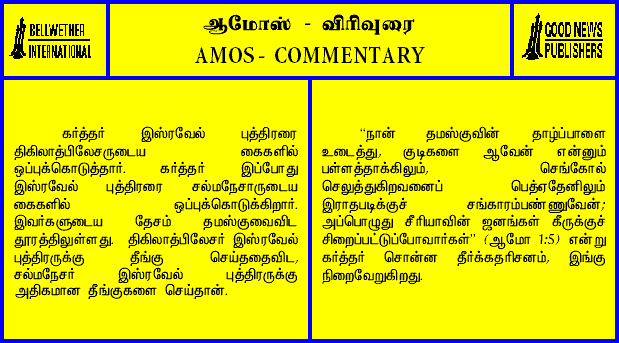 BELLWETHER
INTERNATIONAL
ஆமோஸ் - விரிவுரை
AMOS - COMMENTARY
GOOD NEWS
PUBLISHERS
கர்த்தர் இஸ்ரவேல் புத்திரரை
திகிலாத்பிலேசருடைய கைகளில்
ஒப்புக்கொடுத்தார். கர்த்தர் இப்போது
இஸ்ரவேல் புத்திரரை சல்மநேசாருடைய
கைகளில் ஒப்புக்கொடுக்கிறார்.
இவர்களுடைய தேசம் தமஸ்குவைவிட
தூரத்திலுள்ளது. திகிலாத்பிலேசர் இஸ்ரவேல்
புத்திரருக்கு தீங்கு செய்ததைவிட,
சல்மநேசர் இஸ்ரவேல் புத்திரருக்கு
அதிகமான தீங்குகளை செய்தான்.
“நான் தமஸ்குவின் தாழ்ப்பாளை
உடைத்து, குடிகளை ஆவேன் என்னும்
பள்ளத்தாக்கிலும், செங்கோல்
செலுத்துகிறவனைப் பெத்ஏதேனிலும்
இராதபடிக்குச் சங்காரம்பண்ணுவேன்;
அப்பொழுது சீரியாவின் ஜனங்கள் கீருக்குச்
சிறைப்பட்டுப்போவார்கள்” (ஆமோ 1:5) என்று
கர்த்தர் சொன்ன தீர்க்கதரிசனம், இங்கு
நிறைவேறுகிறது.